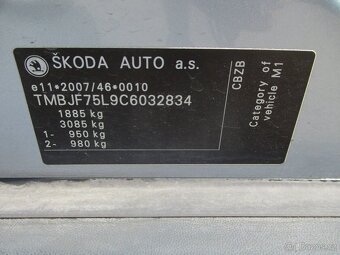 ŠKODA AUTO a.s.
e11*2007/46*0010
TMBJF75L9C6032834
1885 kg
3085 kg
1- 950 kg
2- 980 kg
CBZB
Category of
vehicle M1